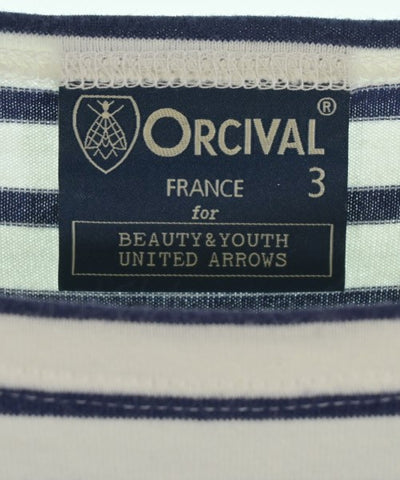 ORCIVAL®
FRANCE 3
for
BEAUTY&YOUTH
UNITED ARROWS